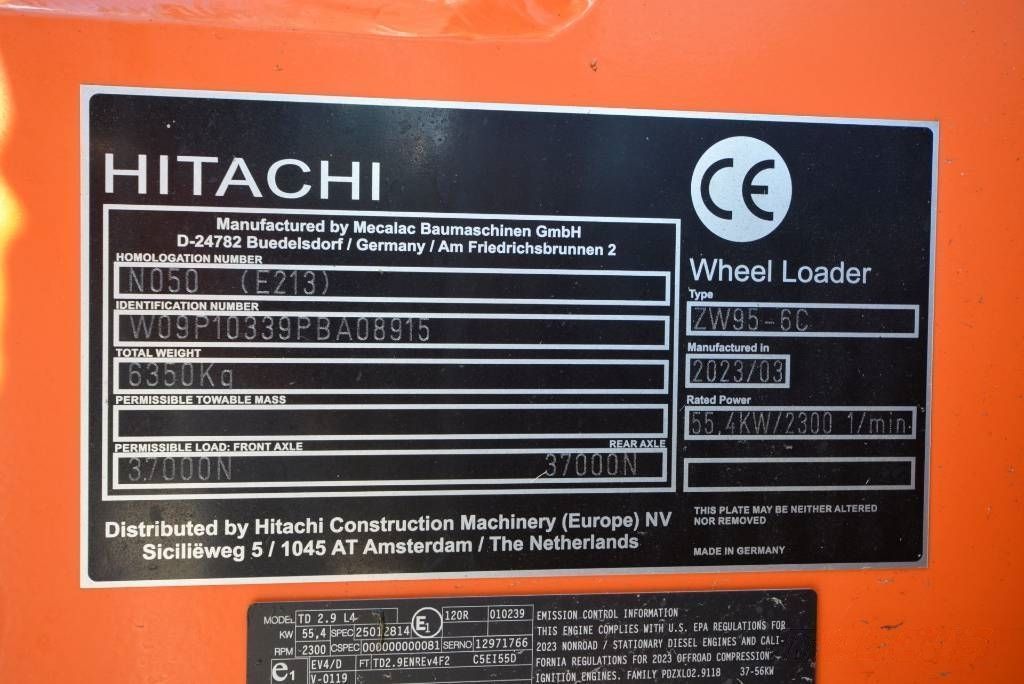 HITACHI
CE
Manufactured by Mecalac Baumaschinen GmbH
D-24782 Buedelsdorf / Germany / Am Friedrichsbrunnen 2
HOMOLOGATION NUMBER
N050 (E213)
IDENTIFICATION NUMBER
W09P10339PBA08915
TOTAL WEIGHT
6350Kg
PERMISSIBLE TOWABLE MASS
PERMISSIBLE LOAD: FRONT AXLE REAR AXLE
37000N 37000N
Distributed by Hitachi Construction Machinery (Europe) NV
Siciliëweg 5 / 1045 AT Amsterdam / The Netherlands
Wheel Loader
Type
ZW95-6C
Manufactured in
2023/03
Rated Power
55,4KW/2300 1/min
THIS PLATE MAY BE NEITHER ALTERED
NOR REMOVED
MADE IN GERMANY
MODEL TD 2.9 L4 E1 120R 010239
KW 55,4 SPEC 25012814
RPM 2300 CSPEC 000000000081 SERNO 12971766
e1 EV4/D FT TD2.9ENREv4F2 C5EI55D
V-0119
EMISSION CONTROL INFORMATION
THIS ENGINE COMPLIES WITH U.S. EPA REGULATIONS FOR
2023 NONROAD / STATIONARY DIESEL ENGINES AND CALI-
FORNIA REGULATIONS FOR 2023 OFFROAD COMPRESSION
IGNITION ENGINES. FAMILY PDZXL02.9118 37-56KW